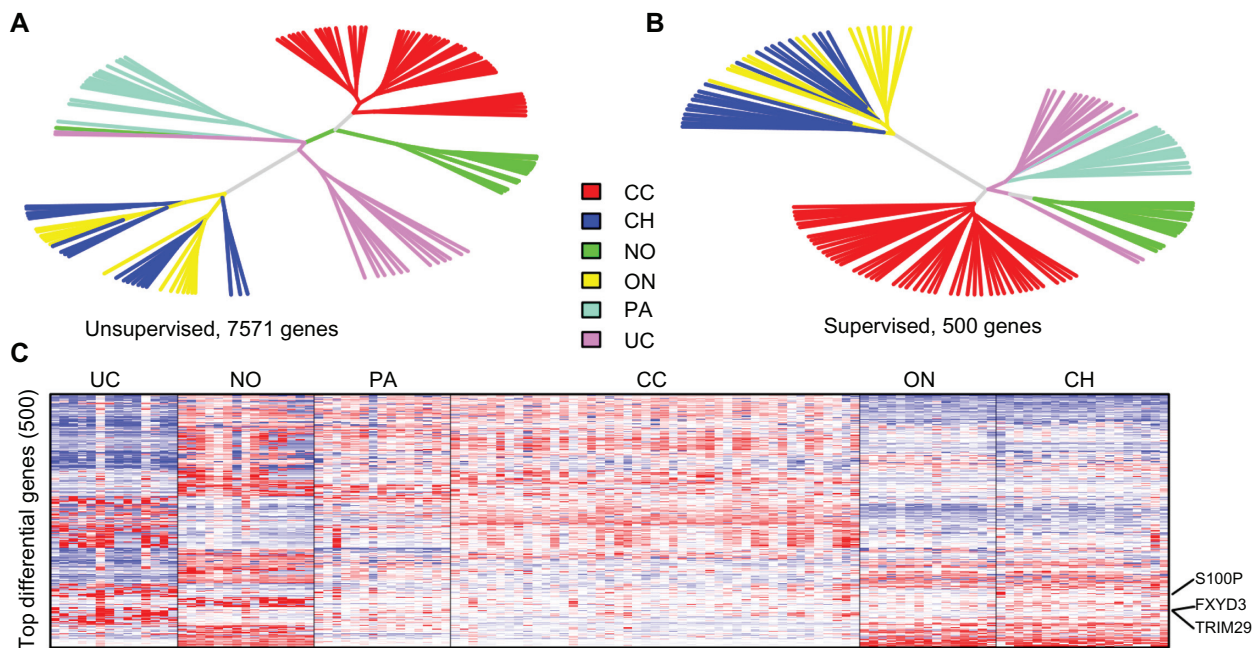 A
B
CC
CH
NO
ON
PA
UC
Unsupervised, 7571 genes
Supervised, 500 genes
C
UC NO PA CC ON CH
Top differential genes (500)
S100P
FXYD3
TRIM29